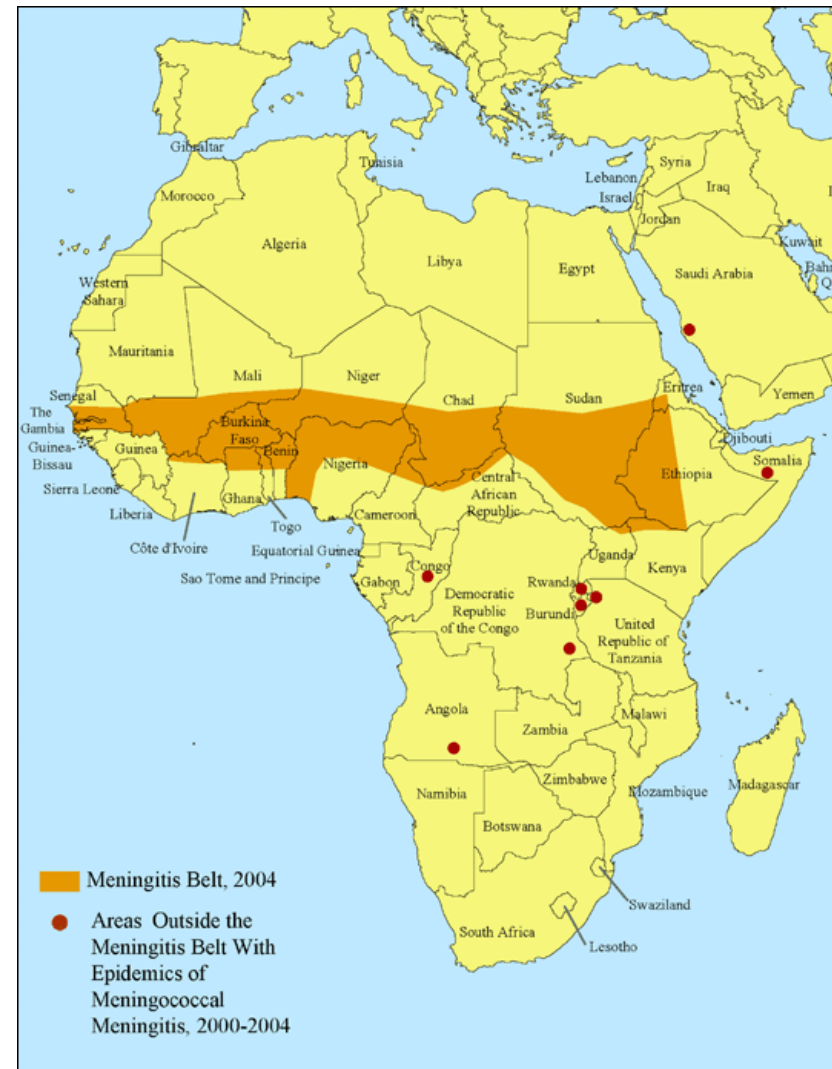 Gibraltar
Tunisia
Syria
Lebanon
Israel
Iraq
Jordan
Morocco
Kuwait
Algeria
Libya
Egypt
Saudi Arabia
Western
Sahara
Mauritania
Mali
Niger
Chad
Sudan
Eritrea
Yemen
Senegal
The
Gambia
Guinea-
Bissau
Guinea
Burkina
Faso
Benin
Nigeria
Djibouti
Somalia
Ethiopia
Central
African
Republic
Sierra Leone
Liberia
Ghana
Cameroon
Togo
Côte d'Ivoire
Equatorial Guinea
Uganda
Kenya
Sao Tome and Principe
Gabon
Congo
Rwanda
Democratic
Republic
of the Congo
Burundi
United
Republic of
Tanzania
Angola
Zambia
Malawi
Zimbabwe
Mozambique
Madagascar
Namibia
Botswana
Swaziland
South Africa
Lesotho
Meningitis Belt, 2004
Areas Outside the
Meningitis Belt With
Epidemics of
Meningococcal
Meningitis, 2000-2004